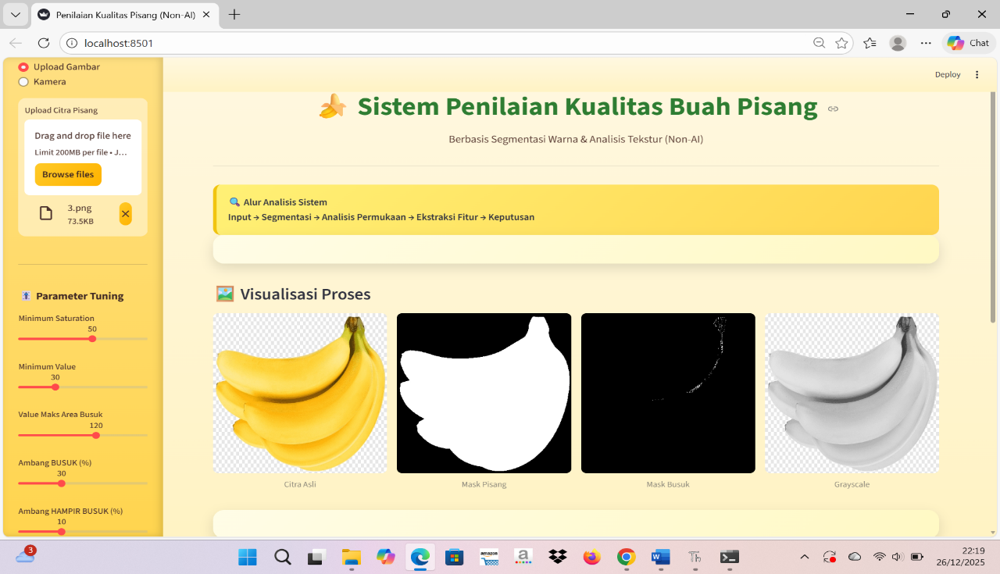 Penilaian Kualitas Pisang (Non-AI)
localhost:8501
Chat
Upload Gambar
Kamera
Upload Citra Pisang
Drag and drop file here
Limit 200MB per file • J...
Browse files
3.png
73.5KB
Parameter Tuning
Minimum Saturation
50
Minimum Value
30
Value Maks Area Busuk
120
Ambang BUSUK (%)
30
Ambang HAMPIR BUSUK (%)
10
Deploy
Sistem Penilaian Kualitas Buah Pisang
Berbasis Segmentasi Warna & Analisis Tekstur (Non-AI)
Alur Analisis Sistem
Input → Segmentasi → Analisis Permukaan → Ekstraksi Fitur → Keputusan
Visualisasi Proses
Citra Asli
Mask Pisang
Mask Busuk
Grayscale
3
amazon
a
W
Th
22:19
26/12/2025